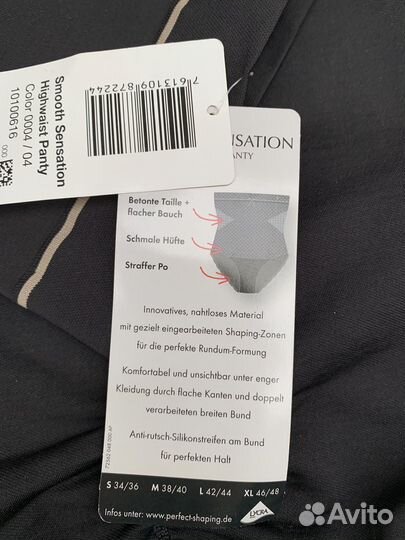 Smooth Sensation
Highwaist Panty
Color 0004 / 04
10100616
000
7613109872244
SENSATION
PANTY
Betonte Taille +
flacher Bauch
Schmale Hüfte
Straffer Po
Innovatives, nahtloses Material
mit gezielt eingearbeiteten Shaping-Zonen
für die perfekte Rundum-Formung
Komfortabel und unsichtbar unter enger
Kleidung durch flache Kanten und doppelt
verarbeiteten breiten Bund
Anti-rutsch-Silikonstreifen am Bund
für perfekten Halt
S 34/36 M 38/40 L 42/44 XL 46/48
Infos unter: www.perfect-shaping.de
LYCRA
Avito